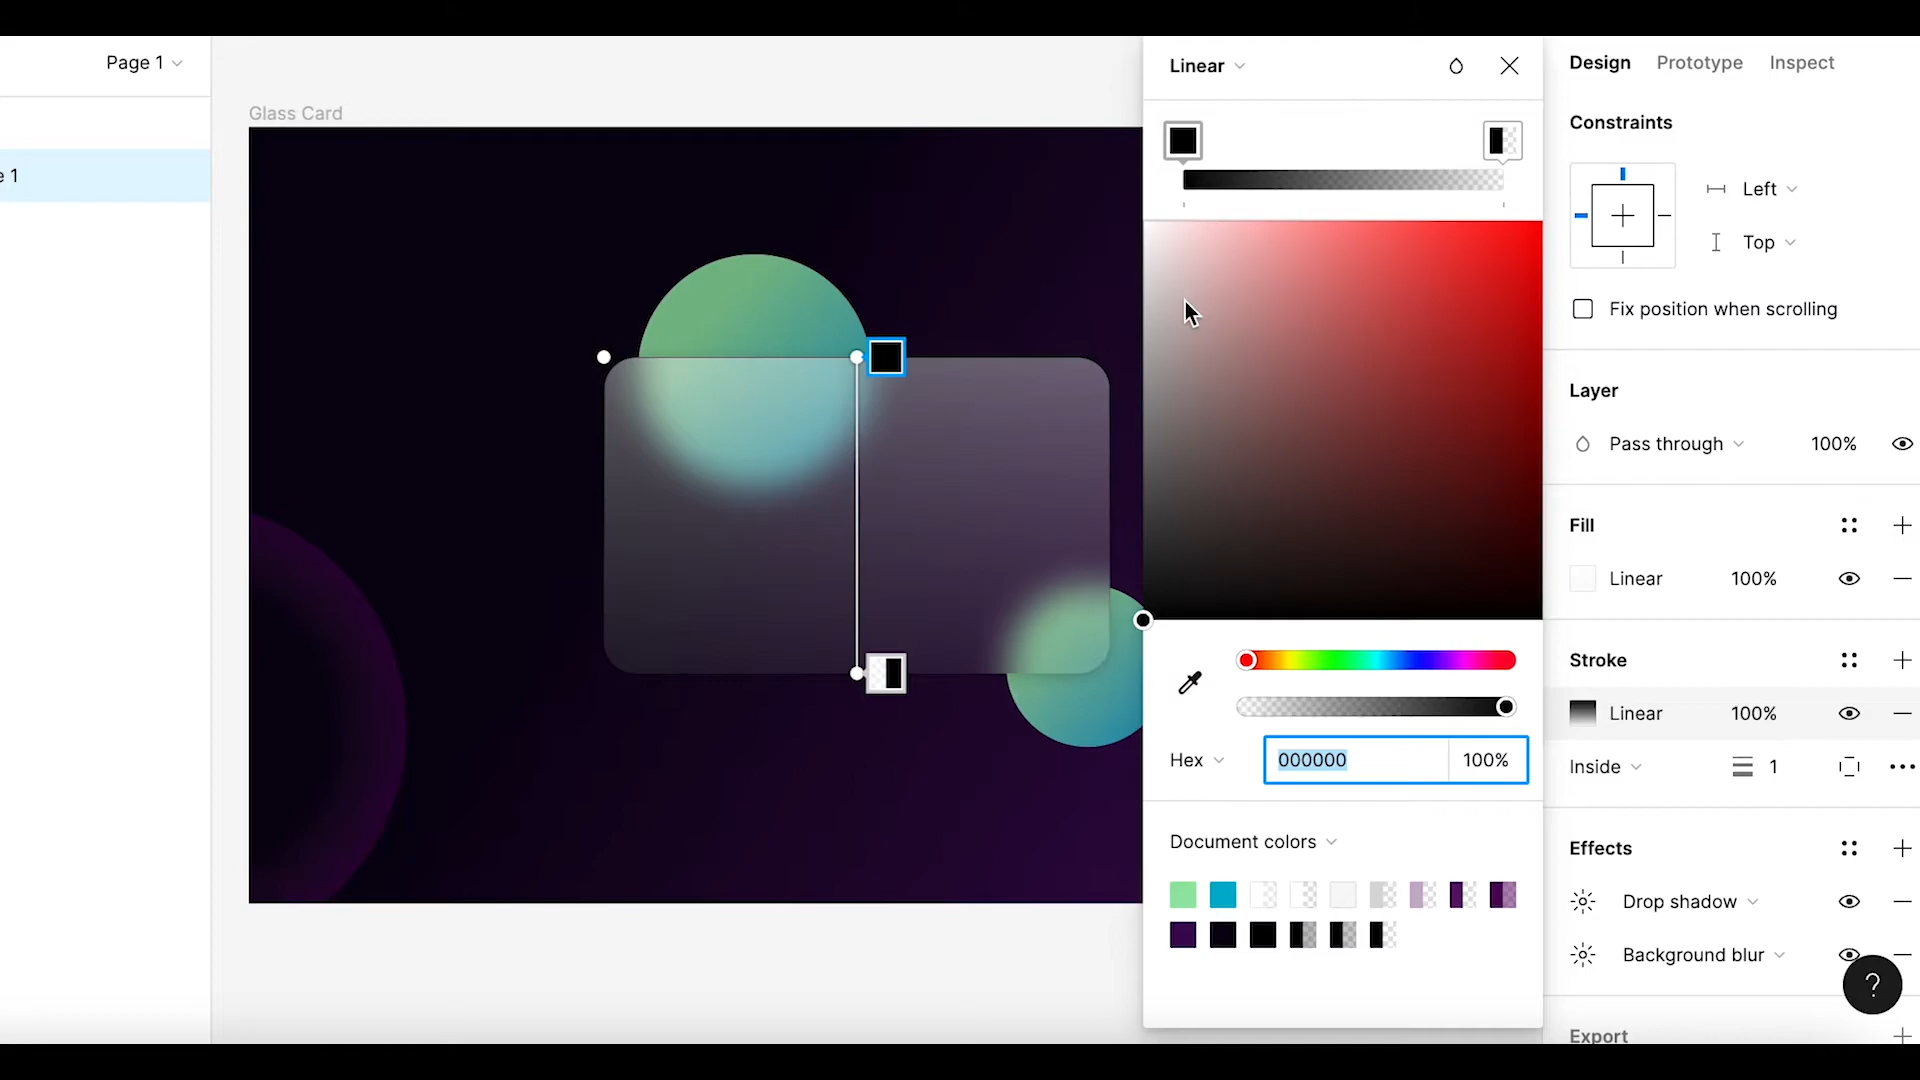 Page 1
e 1
Glass Card
Linear
Hex
000000
100%
Document colors
Design
Prototype
Inspect
Constraints
Left
Top
Fix position when scrolling
Layer
Pass through
100%
Fill
Linear
100%
Stroke
Linear
100%
Inside
1
Effects
Drop shadow
Background blur
?
Export